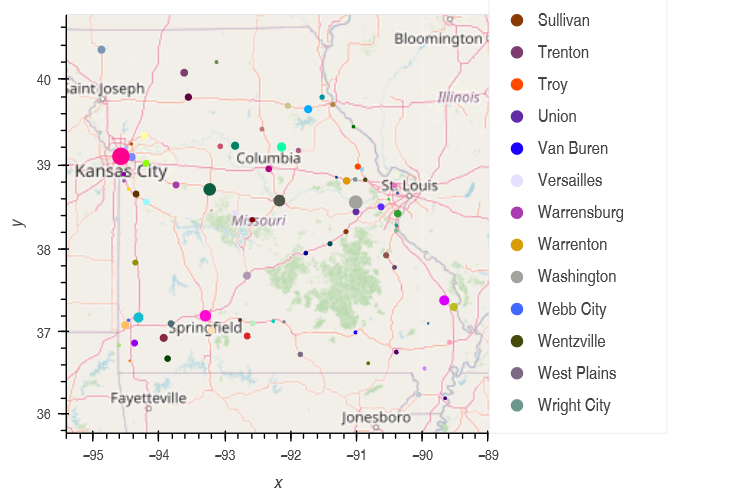 Bloomington
40
Saint Joseph
Illinois
39
Columbia
Kansas City
St. Louis
y
38
Missouri
37
Springfield
Fayetteville
36
Jonesboro
−95
−94
−93
−92
−91
−90
−89
x
Sullivan
Trenton
Troy
Union
Van Buren
Versailles
Warrensburg
Warrenton
Washington
Webb City
Wentzville
West Plains
Wright City